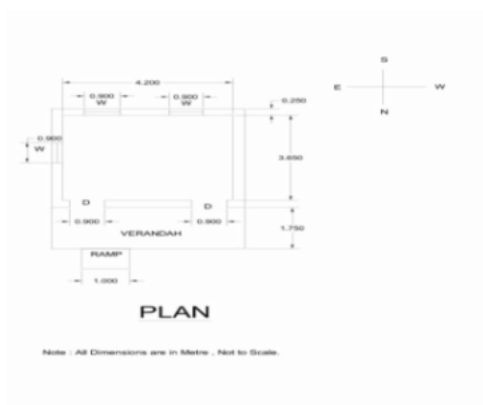 S
4.200
E W
0.900 0.900
W W
0.250
N
0.900
W
3.650
D D
0.900 0.900
1.750
VERANDAH
RAMP
1.000
PLAN
Note : All Dimensions are in Metre , Not to Scale.